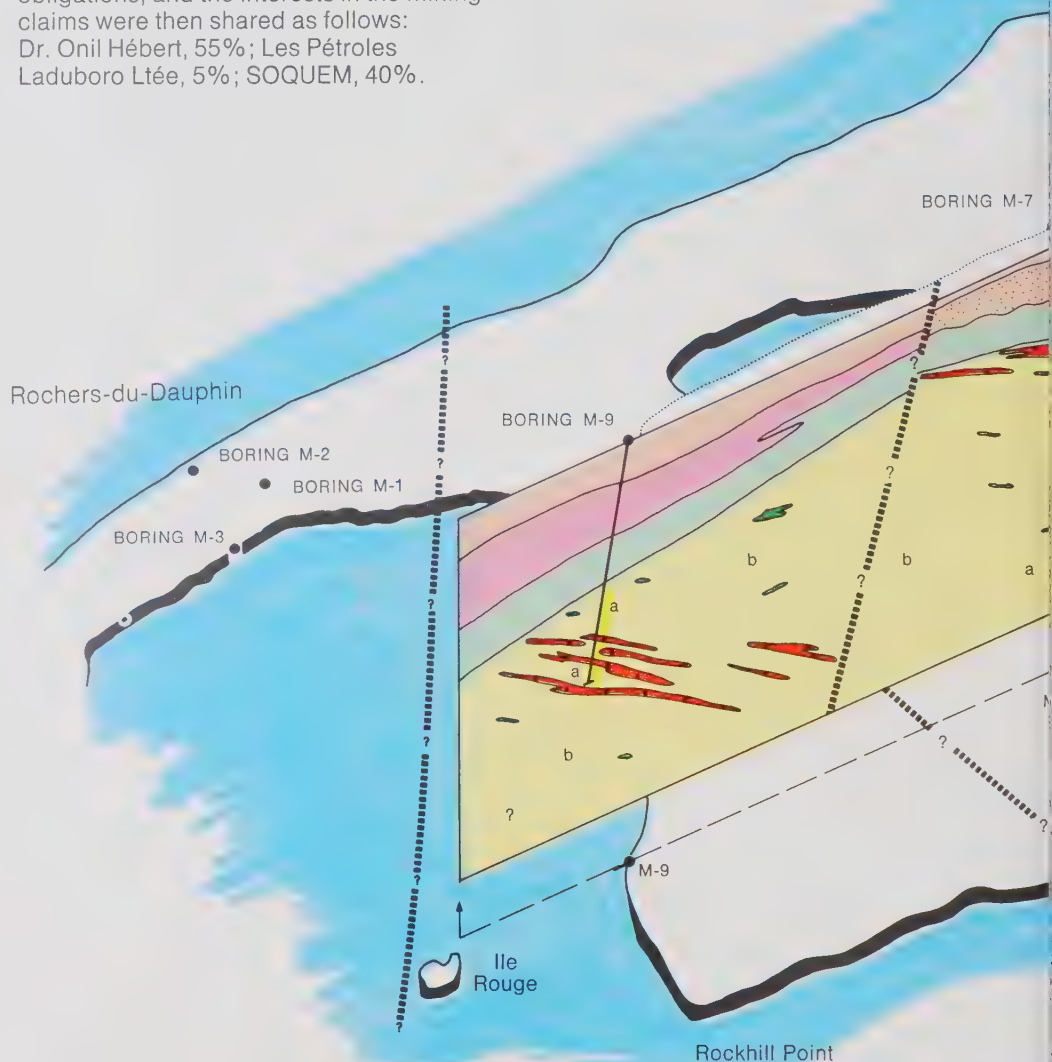 claims were then shared as follows:
Dr. Onil Hébert, 55%; Les Pétroles
Laduboro Ltée, 5%; SOQUEM, 40%.
BORING M-7
?
?
Rochers-du-Dauphin
BORING M-9
?
BORING M-2
BORING M-1
?
BORING M-3
b
b
a
?
?
a
a
M
?
?
b
?
?
?
M-9
Ile
Rouge
?
Rockhill Point